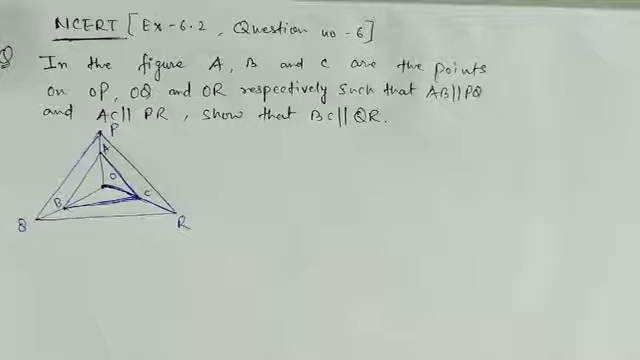 NCERT [Ex-6.2, Question no-6]
Q In the figure A, B and C are the points
on OP, OQ and OR respectively such that AB||PQ
and AC|| PR, show that BC||QR.
P
A
O
B
C
Q
R